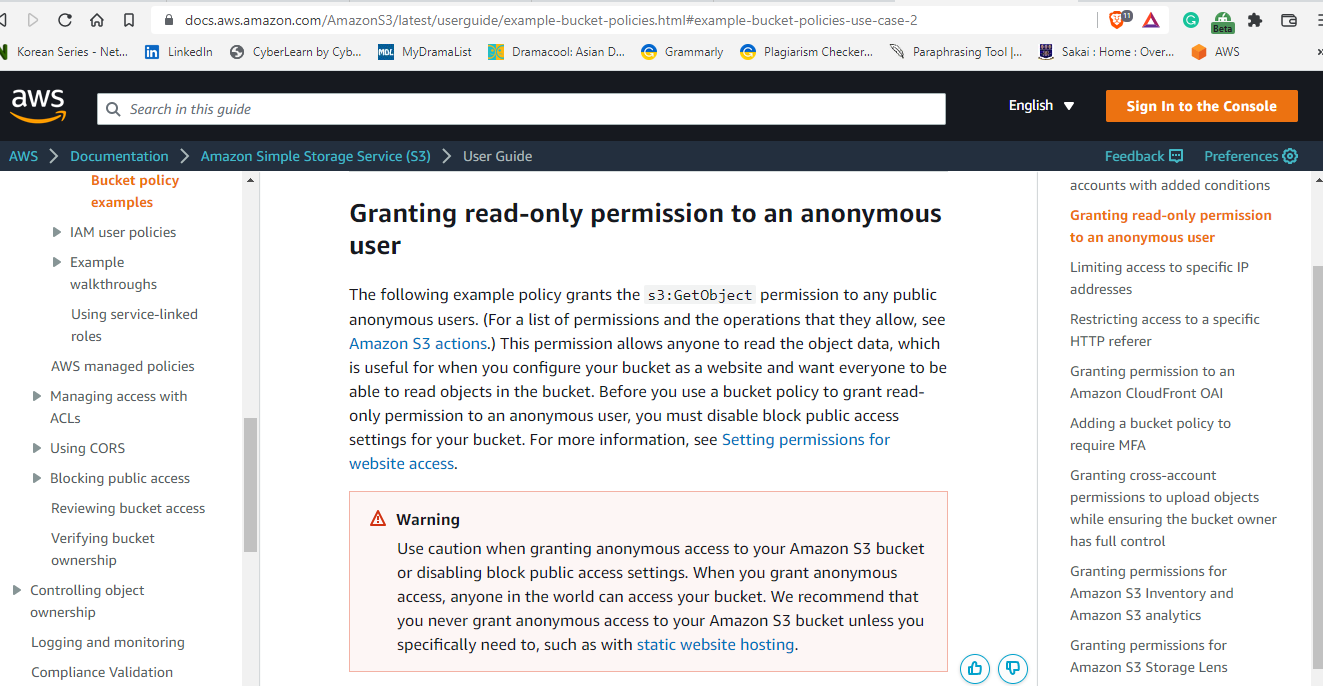 docs.aws.amazon.com/AmazonS3/latest/userguide/example-bucket-policies.html#example-bucket-policies-use-case-2
11
Beta
Korean Series - Net...
LinkedIn
CyberLearn by Cyb...
MDL
MyDramaList
Dramacool: Asian D...
Grammarly
Plagiarism Checker...
Paraphrasing Tool |...
Sakai : Home : Over...
AWS
»
aws
Search in this guide
English
Sign In to the Console
AWS
Documentation
Amazon Simple Storage Service (S3)
User Guide
Feedback
Preferences
Bucket policy
examples
IAM user policies
Example
walkthroughs
Using service-linked
roles
AWS managed policies
Managing access with
ACLs
Using CORS
Blocking public access
Reviewing bucket access
Verifying bucket
ownership
Controlling object
ownership
Logging and monitoring
Compliance Validation
Granting read-only permission to an anonymous
user
The following example policy grants the s3:GetObject permission to any public
anonymous users. (For a list of permissions and the operations that they allow, see
Amazon S3 actions.) This permission allows anyone to read the object data, which
is useful for when you configure your bucket as a website and want everyone to be
able to read objects in the bucket. Before you use a bucket policy to grant read-
only permission to an anonymous user, you must disable block public access
settings for your bucket. For more information, see Setting permissions for
website access.
Warning
Use caution when granting anonymous access to your Amazon S3 bucket
or disabling block public access settings. When you grant anonymous
access, anyone in the world can access your bucket. We recommend that
you never grant anonymous access to your Amazon S3 bucket unless you
specifically need to, such as with static website hosting.
accounts with added conditions
Granting read-only permission
to an anonymous user
Limiting access to specific IP
addresses
Restricting access to a specific
HTTP referer
Granting permission to an
Amazon CloudFront OAI
Adding a bucket policy to
require MFA
Granting cross-account
permissions to upload objects
while ensuring the bucket owner
has full control
Granting permissions for
Amazon S3 Inventory and
Amazon S3 analytics
Granting permissions for
Amazon S3 Storage Lens